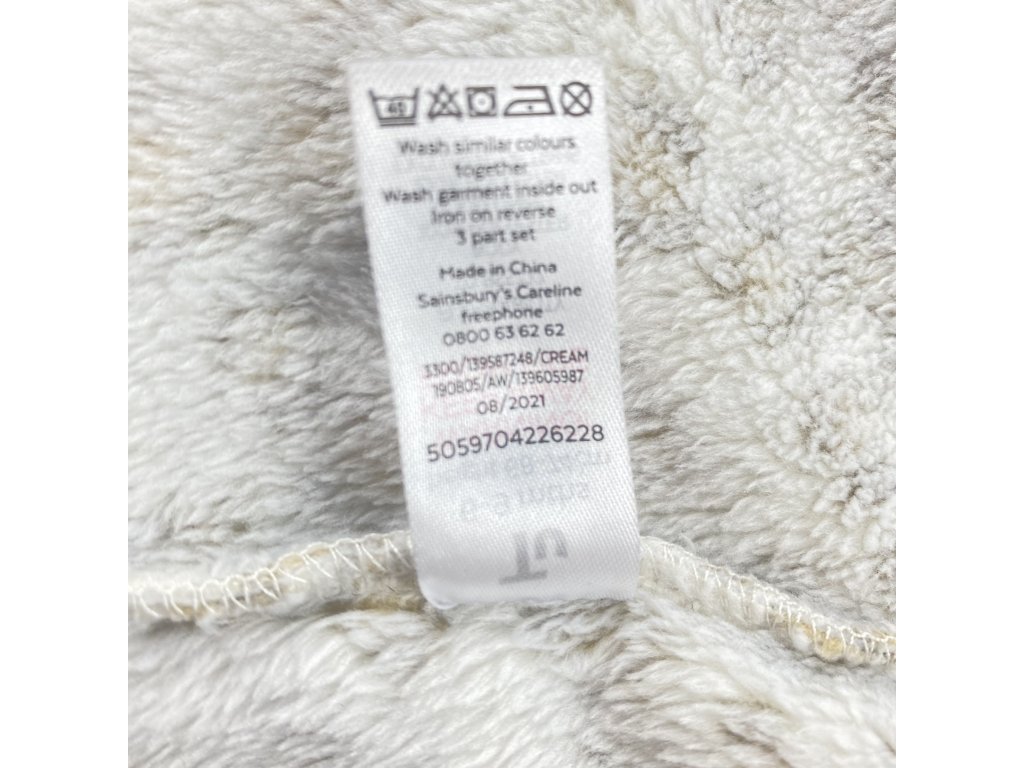 40
Wash similar colours
together
Wash garment inside out
Iron on reverse
3 part set
Made in China
Sainsbury's Careline
freephone
0800 63 62 62
3300/139587248/CREAM
190805/AW/139605987
08/2021
5059704226228